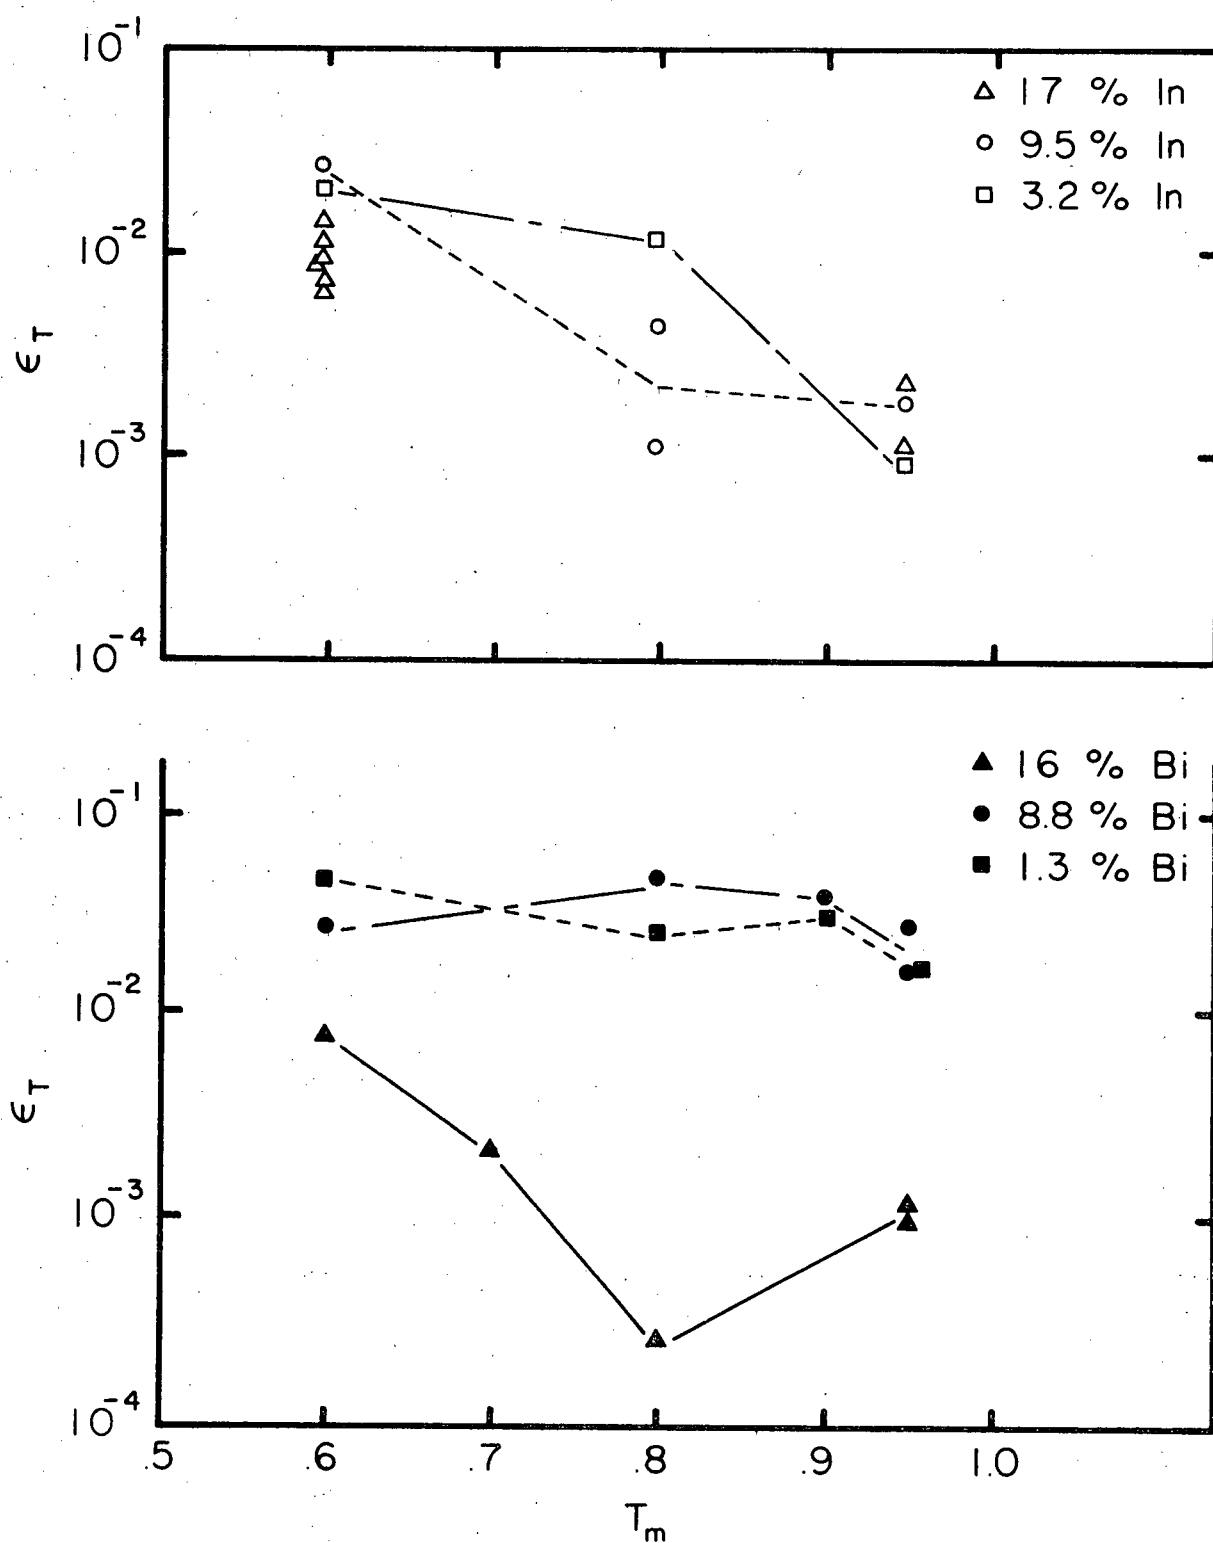 10⁻¹
△ 17 % In
○ 9.5 % In
□ 3.2 % In
10⁻²
ϵ_T
10⁻³
10⁻⁴
▲ 16 % Bi
10⁻¹
● 8.8 % Bi
■ 1.3 % Bi
10⁻²
ϵ_T
10⁻³
10⁻⁴
.5 .6 .7 .8 .9 1.0
T_m